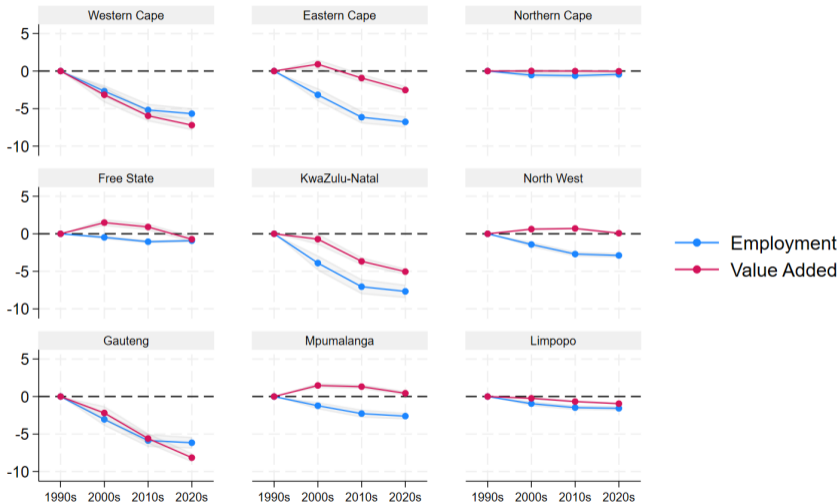 Western Cape
Eastern Cape
Northern Cape
5
0
-5
-10
Free State
KwaZulu-Natal
North West
5
0
-5
-10
Employment
Value Added
Gauteng
Mpumalanga
Limpopo
5
0
-5
-10
1990s 2000s 2010s 2020s
1990s 2000s 2010s 2020s
1990s 2000s 2010s 2020s